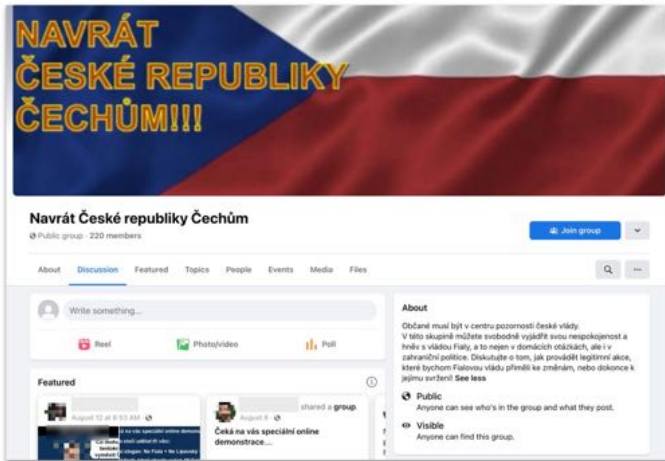 NAVRÁT
ČESKÉ REPUBLIKY
ČECHŮM!!!
Navrát České republiky Čechům
Public group · 220 members
Join group
About Discussion Featured Topics People Events Media Files
Write something...
Reel Photo/video Poll
Featured
August 12 at 8:53 AM
shared a group.
August 8
Čeká na vás speciální online
demonstrace...
About
Občané musí být v centru pozornosti české vlády.
V této skupině můžete svobodně vyjádřit svou nespokojenost a
hněv s vládou Fialy, a to nejen v domácích otázkách, ale i v
zahraniční politice. Diskutujte o tom, jak provádět legitimní akce,
které bychom Fialovou vládu přiměli ke změnám, nebo dokonce k
jejímu svržení! See less
Public
Anyone can see who's in the group and what they post.
Visible
Anyone can find this group.